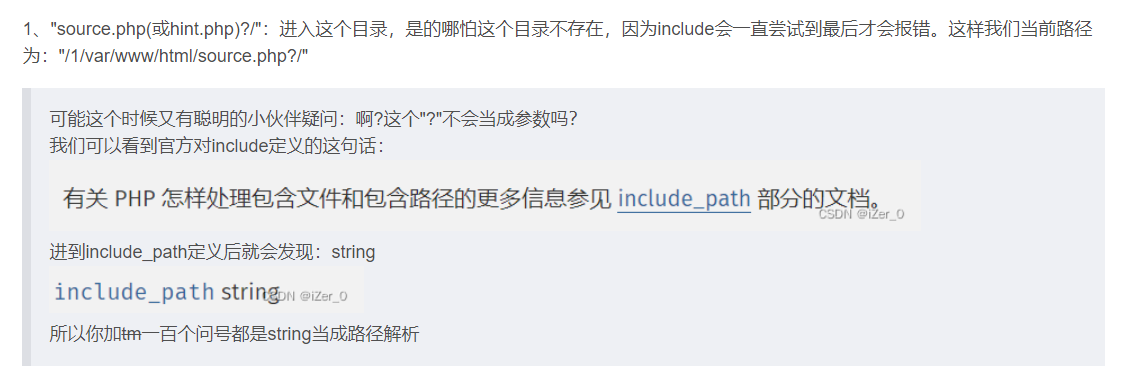 1、"source.php(或hint.php)?/"：进入这个目录，是的哪怕这个目录不存在，因为include会一直尝试到最后才会报错。这样我们当前路径
为："/1/var/www/html/source.php?/"
可能这个时候又有聪明的小伙伴疑问：啊?这个"?"不会当成参数吗?
我们可以看到官方对include定义的这句话：
有关 PHP 怎样处理包含文件和包含路径的更多信息参见 include_path 部分的文档。
CSDN @iZer_0
进到include_path定义后就会发现：string
include_path string
CSDN @iZer_0
所以你加tm一百个问号都是string当成路径解析